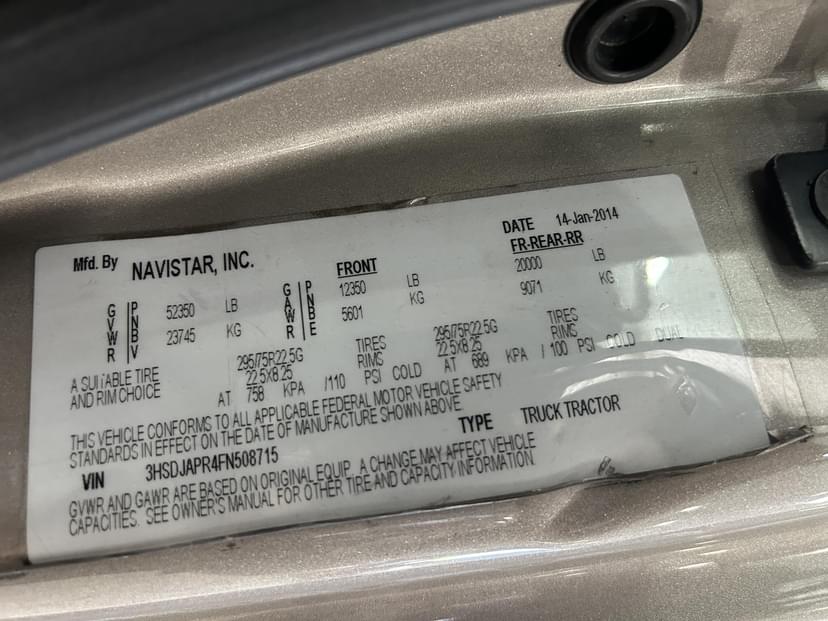 Mfd. By NAVISTAR, INC. DATE 14-Jan-2014
FRONT FR-REAR-RR
GVWR PNBV 52350 LB GAWR PNBE 12350 LB 20000 LB
23745 KG 5601 KG 9071 KG
A SUITABLE TIRE 295/75R22.5G TIRES 295/75R22.5G TIRES
AND RIM CHOICE 22.5X8.25 RIMS 22.5X8.25 RIMS
AT 758 KPA /110 PSI COLD AT 689 KPA / 100 PSI COLD DUAL
THIS VEHICLE CONFORMS TO ALL APPLICABLE FEDERAL MOTOR VEHICLE SAFETY
STANDARDS IN EFFECT ON THE DATE OF MANUFACTURE SHOWN ABOVE.
VIN 3HSDJAPR4FN508715 TYPE TRUCK TRACTOR
GVWR AND GAWR ARE BASED ON ORIGINAL EQUIP. A CHANGE MAY AFFECT VEHICLE
CAPACITIES. SEE OWNER'S MANUAL FOR OTHER TIRE AND CAPACITY INFORMATION.